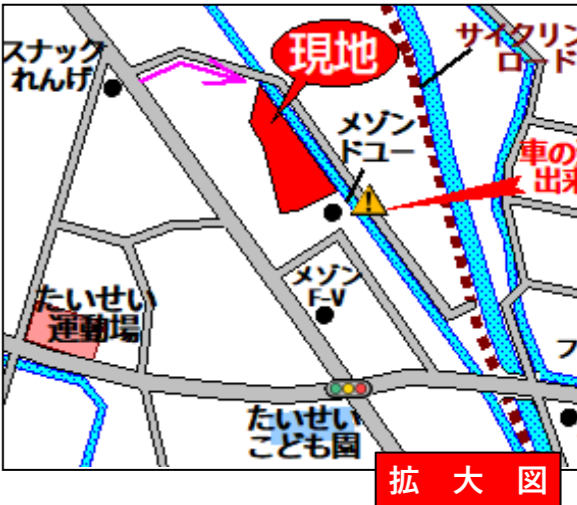 スナック
れんげ
現地
サイクリン
ロード
メゾン
ドユー
車の
出来
メゾン
F-V
たいせい
運動場
フ
たいせい
こども園
拡大図